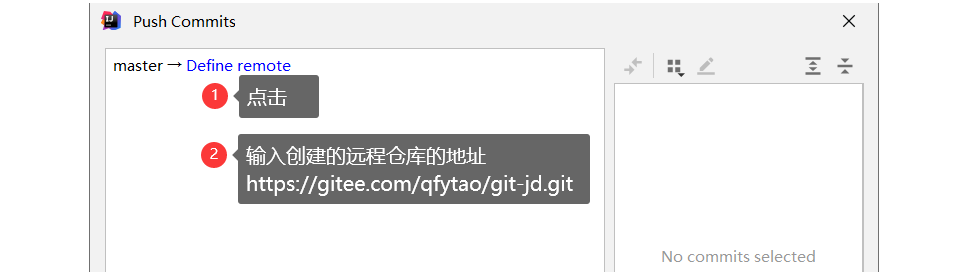 Push Commits
master → Define remote
1 点击
2 输入创建的远程仓库的地址
https://gitee.com/qfytao/git-jd.git
No commits selected